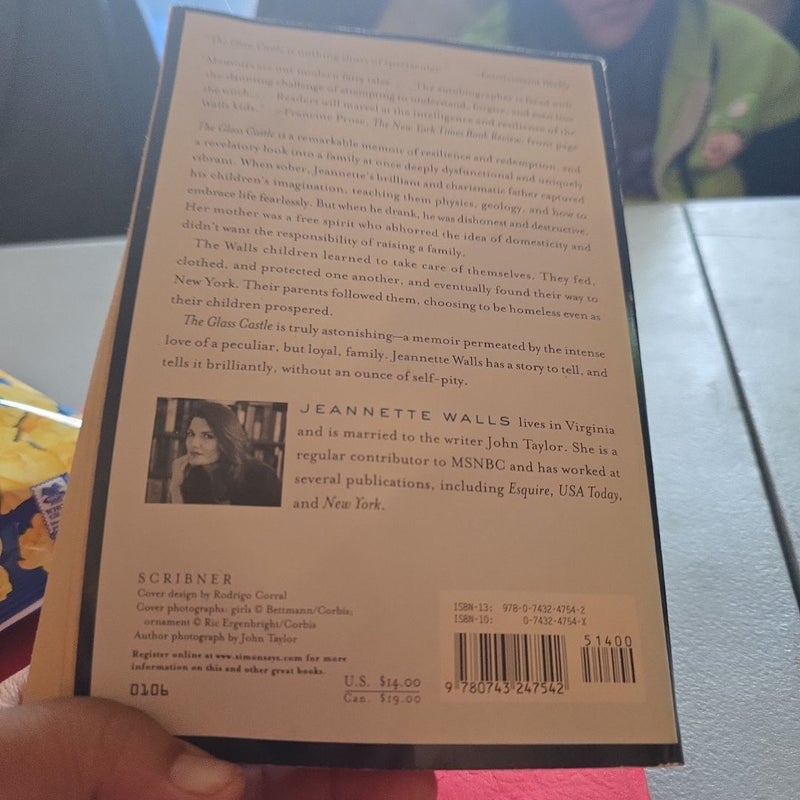 "The Glass Castle is nothing short of spectacular." —Entertainment Weekly
"Memoirs are our modern fairy tales. . . . The autobiographer is faced with
the daunting challenge of attempting to understand, forgive, and even love
the witch. . . . Readers will marvel at the intelligence and resilience of the
Walls kids." —Francine Prose, The New York Times Book Review, front page
The Glass Castle is a remarkable memoir of resilience and redemption, and
a revelatory look into a family at once deeply dysfunctional and uniquely
vibrant. When sober, Jeannette's brilliant and charismatic father captured
his children's imagination, teaching them physics, geology, and how to
embrace life fearlessly. But when he drank, he was dishonest and destructive.
Her mother was a free spirit who abhorred the idea of domesticity and
didn't want the responsibility of raising a family.
The Walls children learned to take care of themselves. They fed,
clothed, and protected one another, and eventually found their way to
New York. Their parents followed them, choosing to be homeless even as
their children prospered.
The Glass Castle is truly astonishing—a memoir permeated by the intense
love of a peculiar, but loyal, family. Jeannette Walls has a story to tell, and
tells it brilliantly, without an ounce of self-pity.
JEANNETTE WALLS lives in Virginia
and is married to the writer John Taylor. She is a
regular contributor to MSNBC and has worked at
several publications, including Esquire, USA Today,
and New York.
SCRIBNER
Cover design by Rodrigo Corral
Cover photographs: girls © Bettmann/Corbis;
ornament © Ric Ergenbright/Corbis
Author photograph by John Taylor
Register online at www.simonsays.com for more
information on this and other great books.
0106
U.S. $14.00
Can. $19.00
ISBN-13: 978-0-7432-4754-2
ISBN-10: 0-7432-4754-X
51400
9 780743 247542